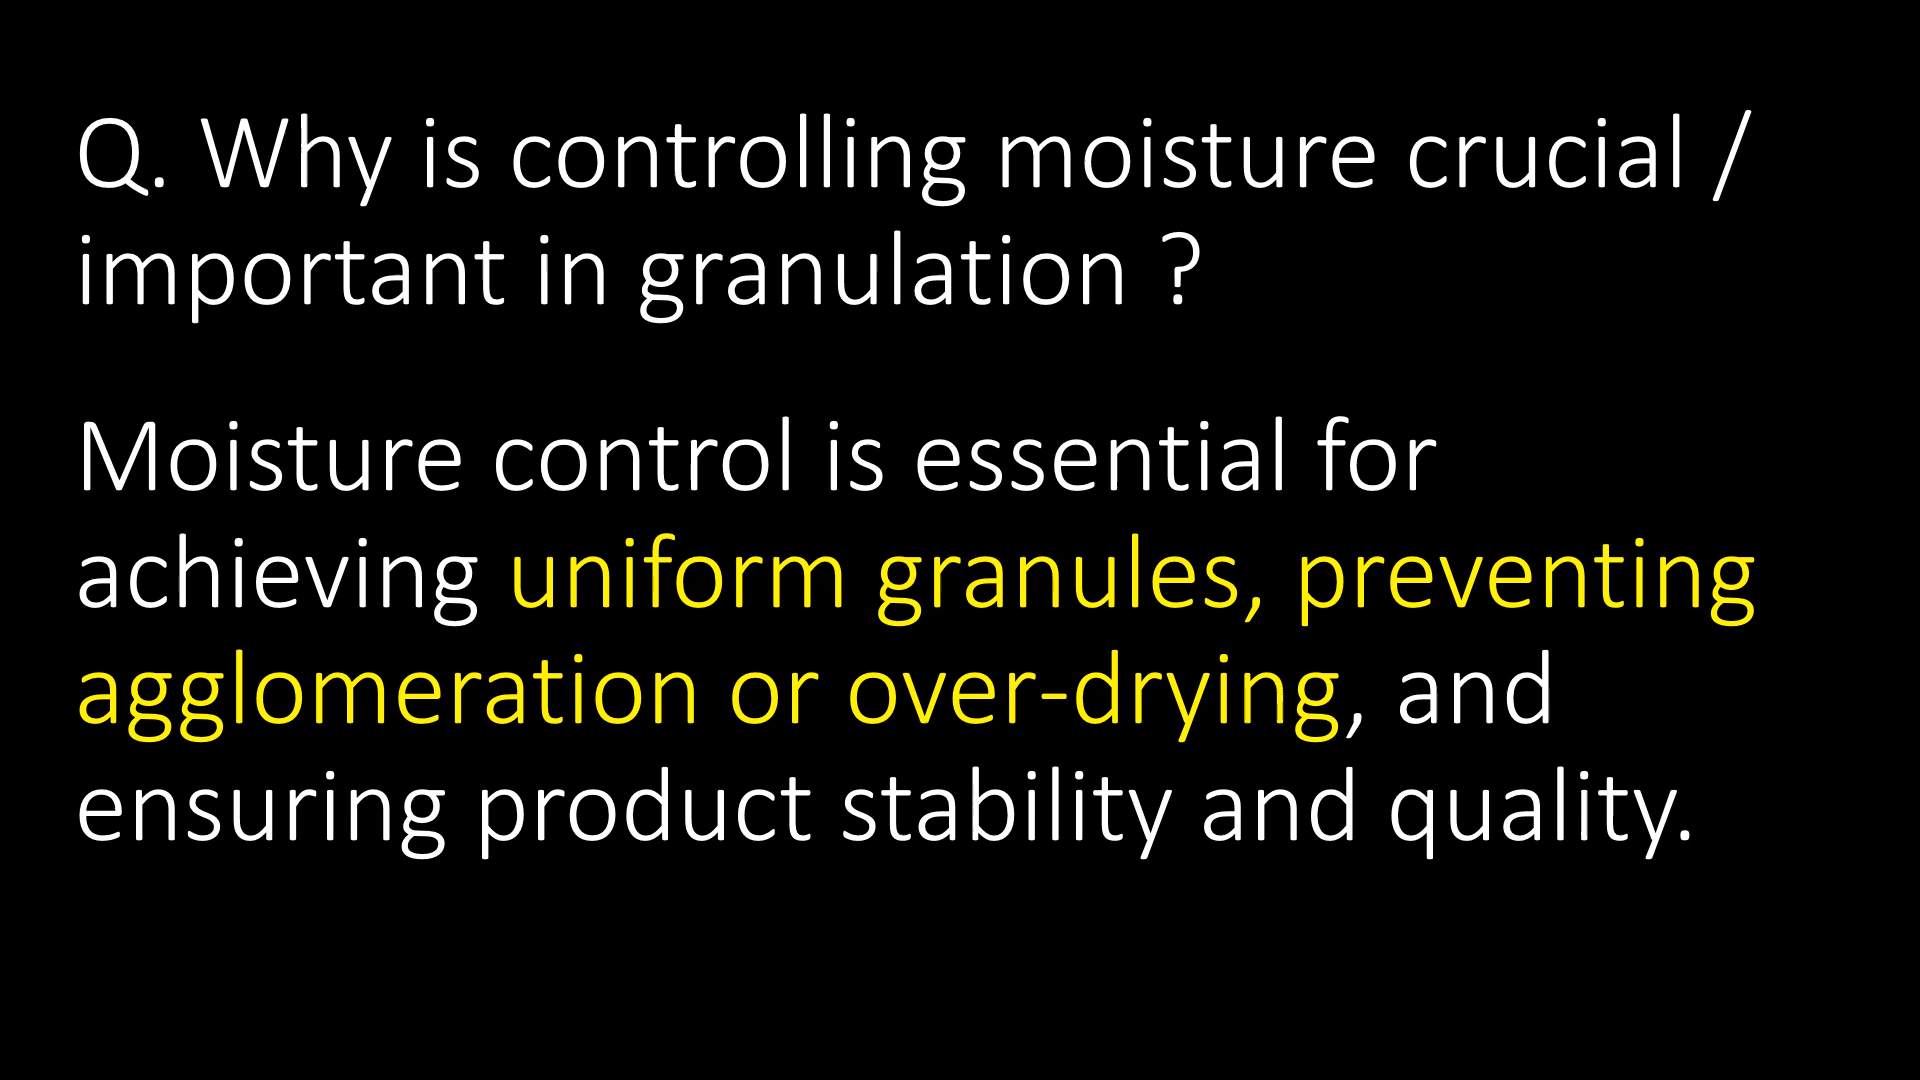 Q. Why is controlling moisture crucial /
important in granulation ?
Moisture control is essential for
achieving uniform granules, preventing
agglomeration or over-drying, and
ensuring product stability and quality.